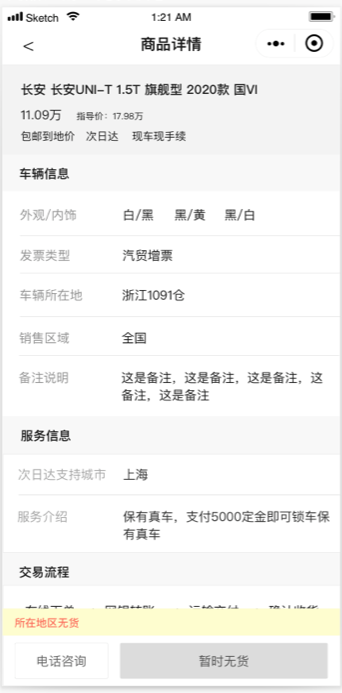 Sketch
1:21 AM
<
商品详情
长安 长安UNI-T 1.5T 旗舰型 2020款 国VI
11.09万 指导价：17.98万
包邮到地价 次日达 现车现手续
车辆信息
外观/内饰 白/黑 黑/黄 黑/白
发票类型 汽贸增票
车辆所在地 浙江1091仓
销售区域 全国
备注说明 这是备注，这是备注，这是备注，这
是备注，这是备注
服务信息
次日达支持城市 上海
服务介绍 保有真车，支付5000定金即可锁车保
有真车
交易流程
所在地区无货
电话咨询 暂时无货